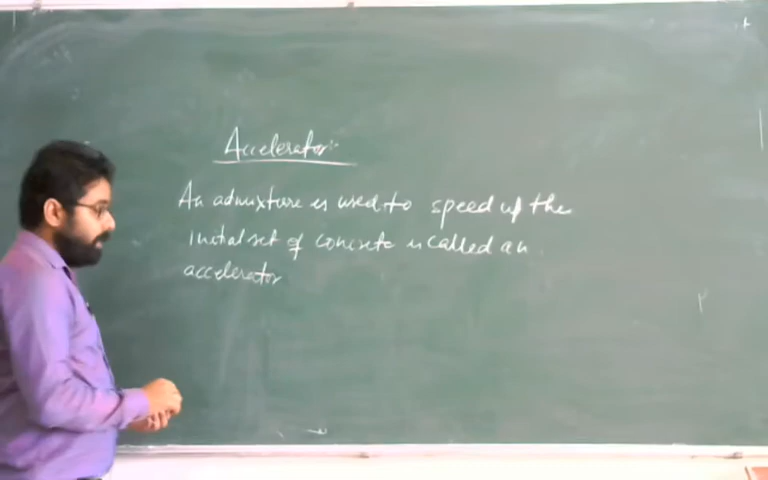 Accelerator:-
An admixture is used to speed up the
initial set of concrete is called an
accelerator